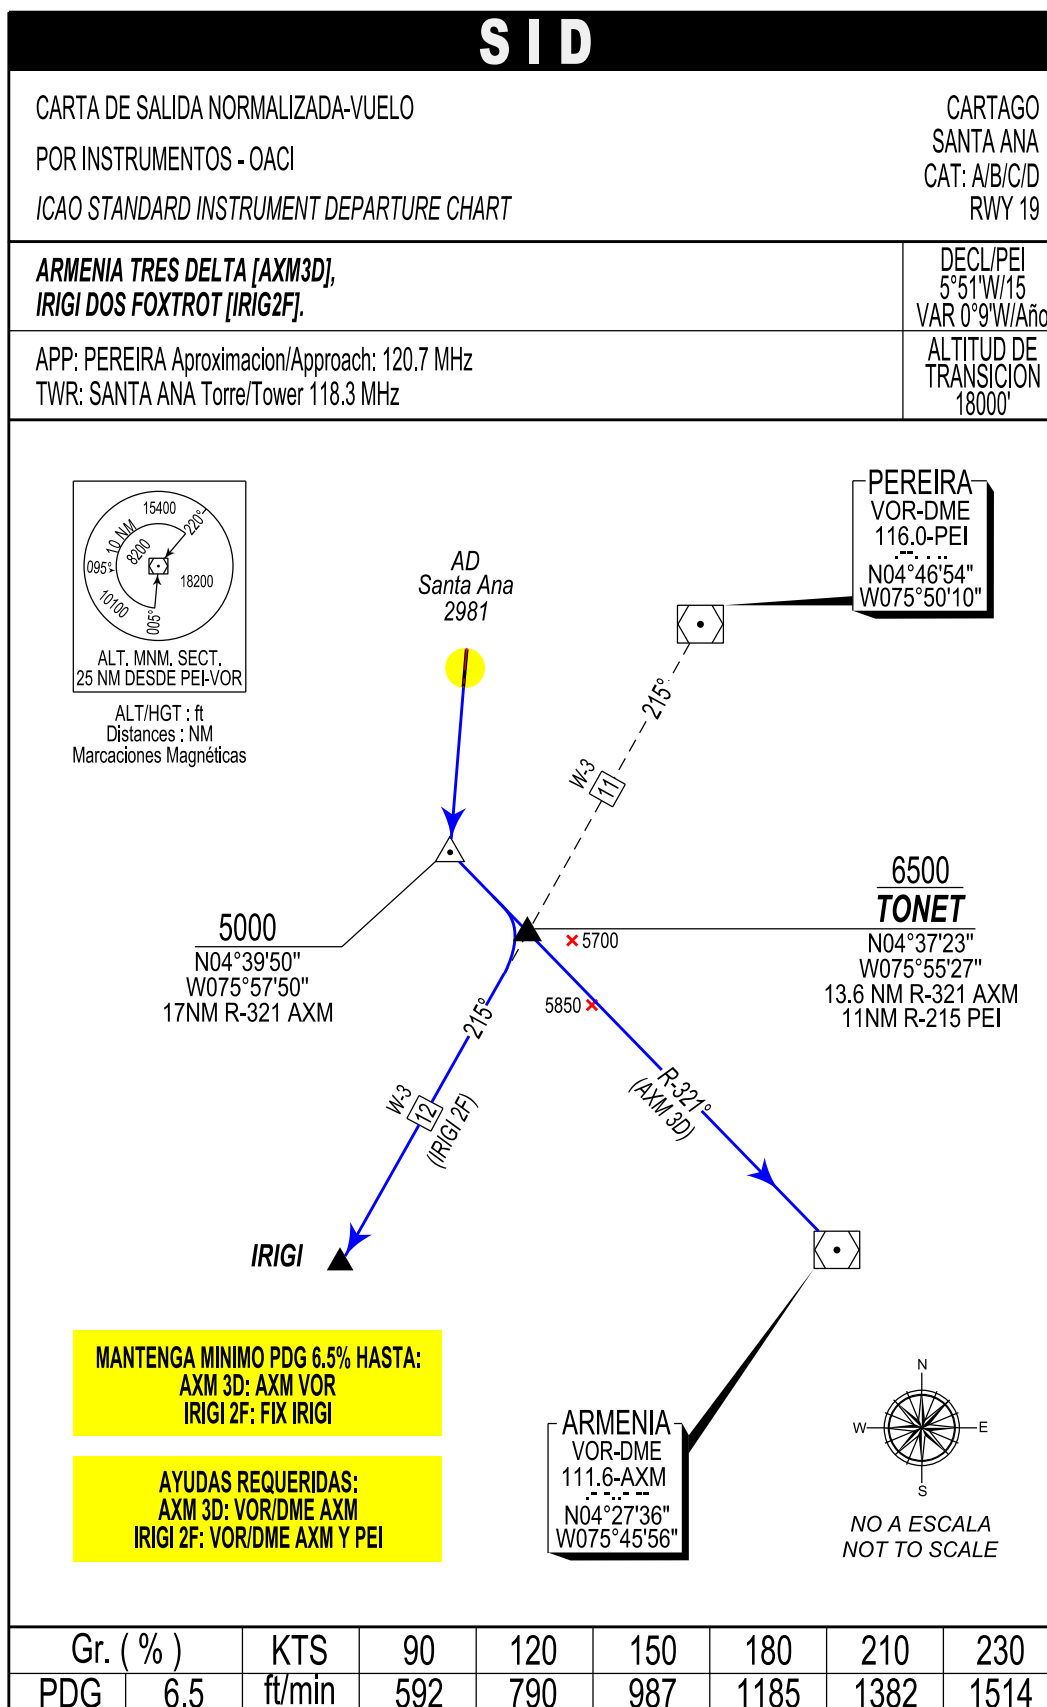 SID
CARTA DE SALIDA NORMALIZADA-VUELO
POR INSTRUMENTOS - OACI
ICAO STANDARD INSTRUMENT DEPARTURE CHART
CARTAGO
SANTA ANA
CAT: A/B/C/D
RWY 19
ARMENIA TRES DELTA [AXM3D],
IRIGI DOS FOXTROT [IRIG2F].
DECL/PEI
5°51'W/15
VAR 0°9'W/Año
APP: PEREIRA Aproximacion/Approach: 120.7 MHz
TWR: SANTA ANA Torre/Tower 118.3 MHz
ALTITUD DE
TRANSICION
18000'
15400
220°
10 NM
8200
095°
18200
10100
005°
ALT. MNM. SECT.
25 NM DESDE PEI-VOR
ALT/HGT : ft
Distances : NM
Marcaciones Magnéticas
AD
Santa Ana
2981
PEREIRA
VOR-DME
116.0-PEI
N04°46'54"
W075°50'10"
215°
W-3
11
5000
N04°39'50"
W075°57'50"
17NM R-321 AXM
6500
TONET
N04°37'23"
W075°55'27"
13.6 NM R-321 AXM
11NM R-215 PEI
5700
5850
215°
W-3
12
(IRIGI 2F)
R-321°
(AXM 3D)
IRIGI
MANTENGA MINIMO PDG 6.5% HASTA:
AXM 3D: AXM VOR
IRIGI 2F: FIX IRIGI
AYUDAS REQUERIDAS:
AXM 3D: VOR/DME AXM
IRIGI 2F: VOR/DME AXM Y PEI
ARMENIA
VOR-DME
111.6-AXM
N04°27'36"
W075°45'56"
N
W
E
S
NO A ESCALA
NOT TO SCALE
Gr. ( % ) KTS 90 120 150 180 210 230
PDG 6.5 ft/min 592 790 987 1185 1382 1514